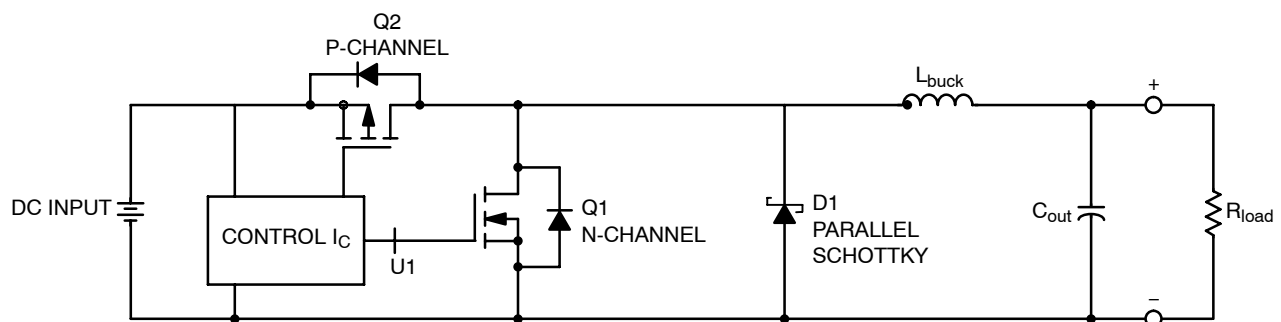 Q2
P-CHANNEL
L_buck
+
DC INPUT
CONTROL I_C
U1
Q1
N-CHANNEL
D1
PARALLEL
SCHOTTKY
C_out
R_load
−